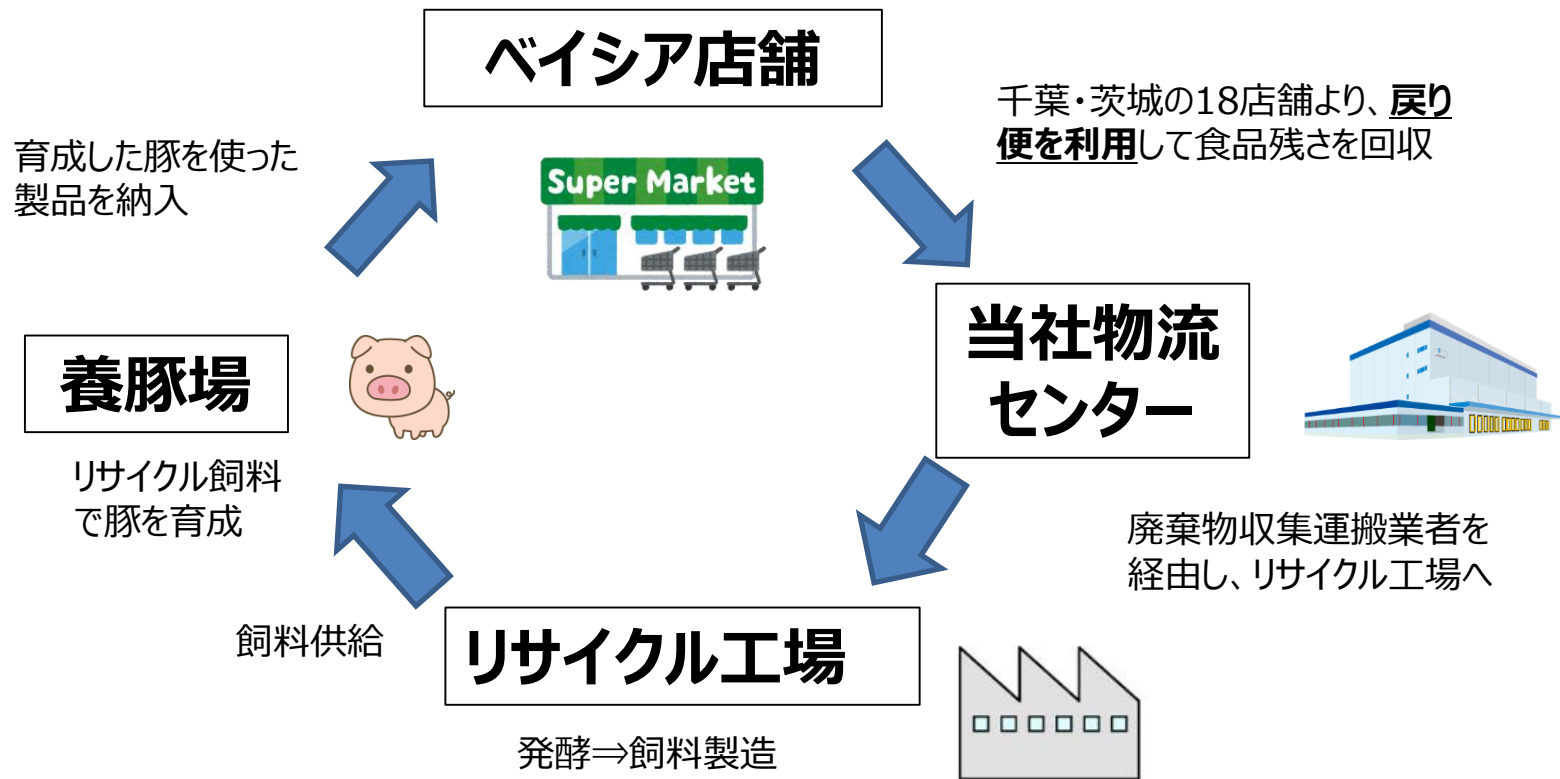 ベイシア店舗
千葉・茨城の18店舗より、戻り
便を利用して食品残さを回収
育成した豚を使った
製品を納入
Super Market
当社物流
センター
養豚場
リサイクル飼料
で豚を育成
廃棄物収集運搬業者を
経由し、リサイクル工場へ
飼料供給
リサイクル工場
発酵⇒飼料製造